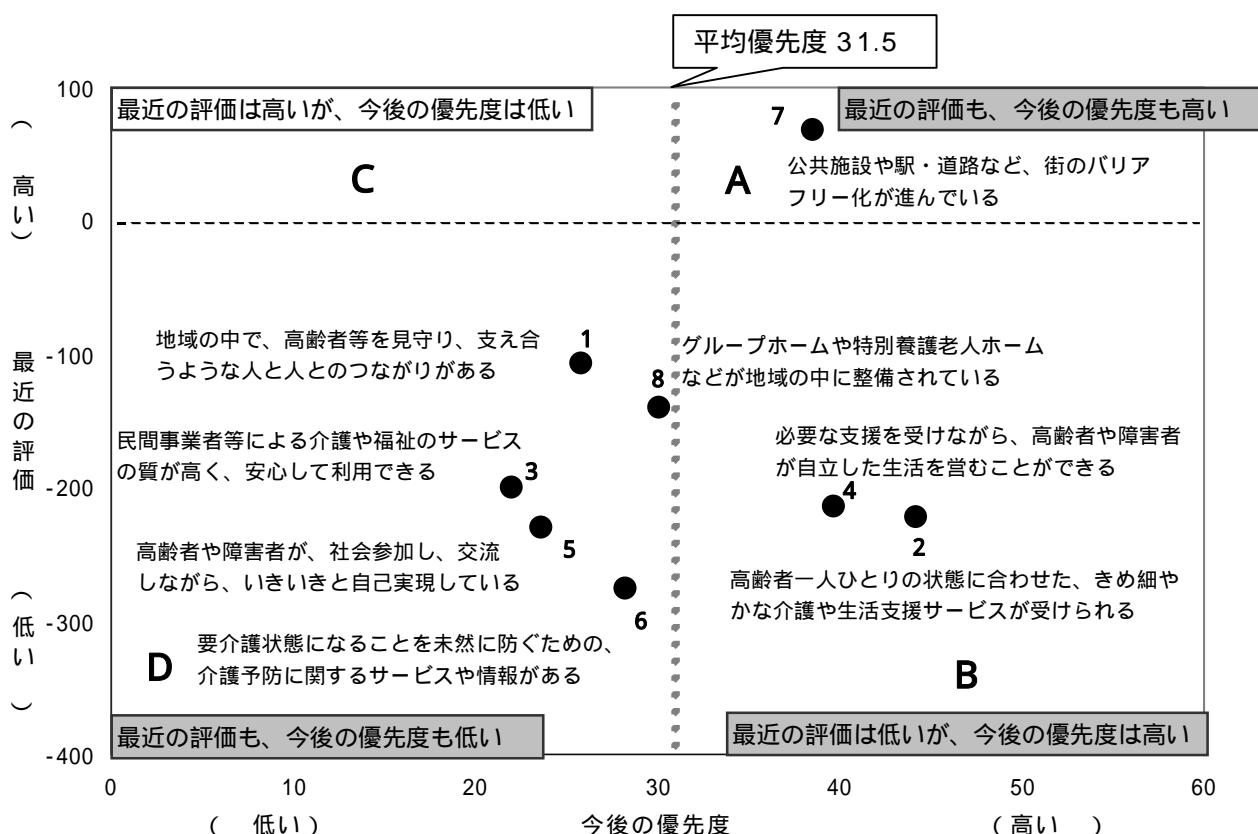 平均優先度 31.5
100
最近の評価は高いが、今後の優先度は低い
最近の評価も、今後の優先度も高い
7
C
A
公共施設や駅・道路など、街のバリア
フリー化が進んでいる
0
地域の中で、高齢者等を見守り、支え合
うような人と人とのつながりがある
1
グループホームや特別養護老人ホーム
などが地域の中に整備されている
8
-100
民間事業者等による介護や福祉のサービス
の質が高く、安心して利用できる
3
必要な支援を受けながら、高齢者や障害者
が自立した生活を営むことができる
4
-200
2
高齢者や障害者が、社会参加し、交流
しながら、いきいきと自己実現している
5
高齢者一人ひとりの状態に合わせた、きめ細や
かな介護や生活支援サービスが受けられる
6
-300
要介護状態になることを未然に防ぐための、
介護予防に関するサービスや情報がある
D
B
最近の評価も、今後の優先度も低い
最近の評価は低いが、今後の優先度は高い
-400
(高い) 最近の評価 (低い)
0 10 20 30 40 50 60
( 低い) 今後の優先度 (高い )